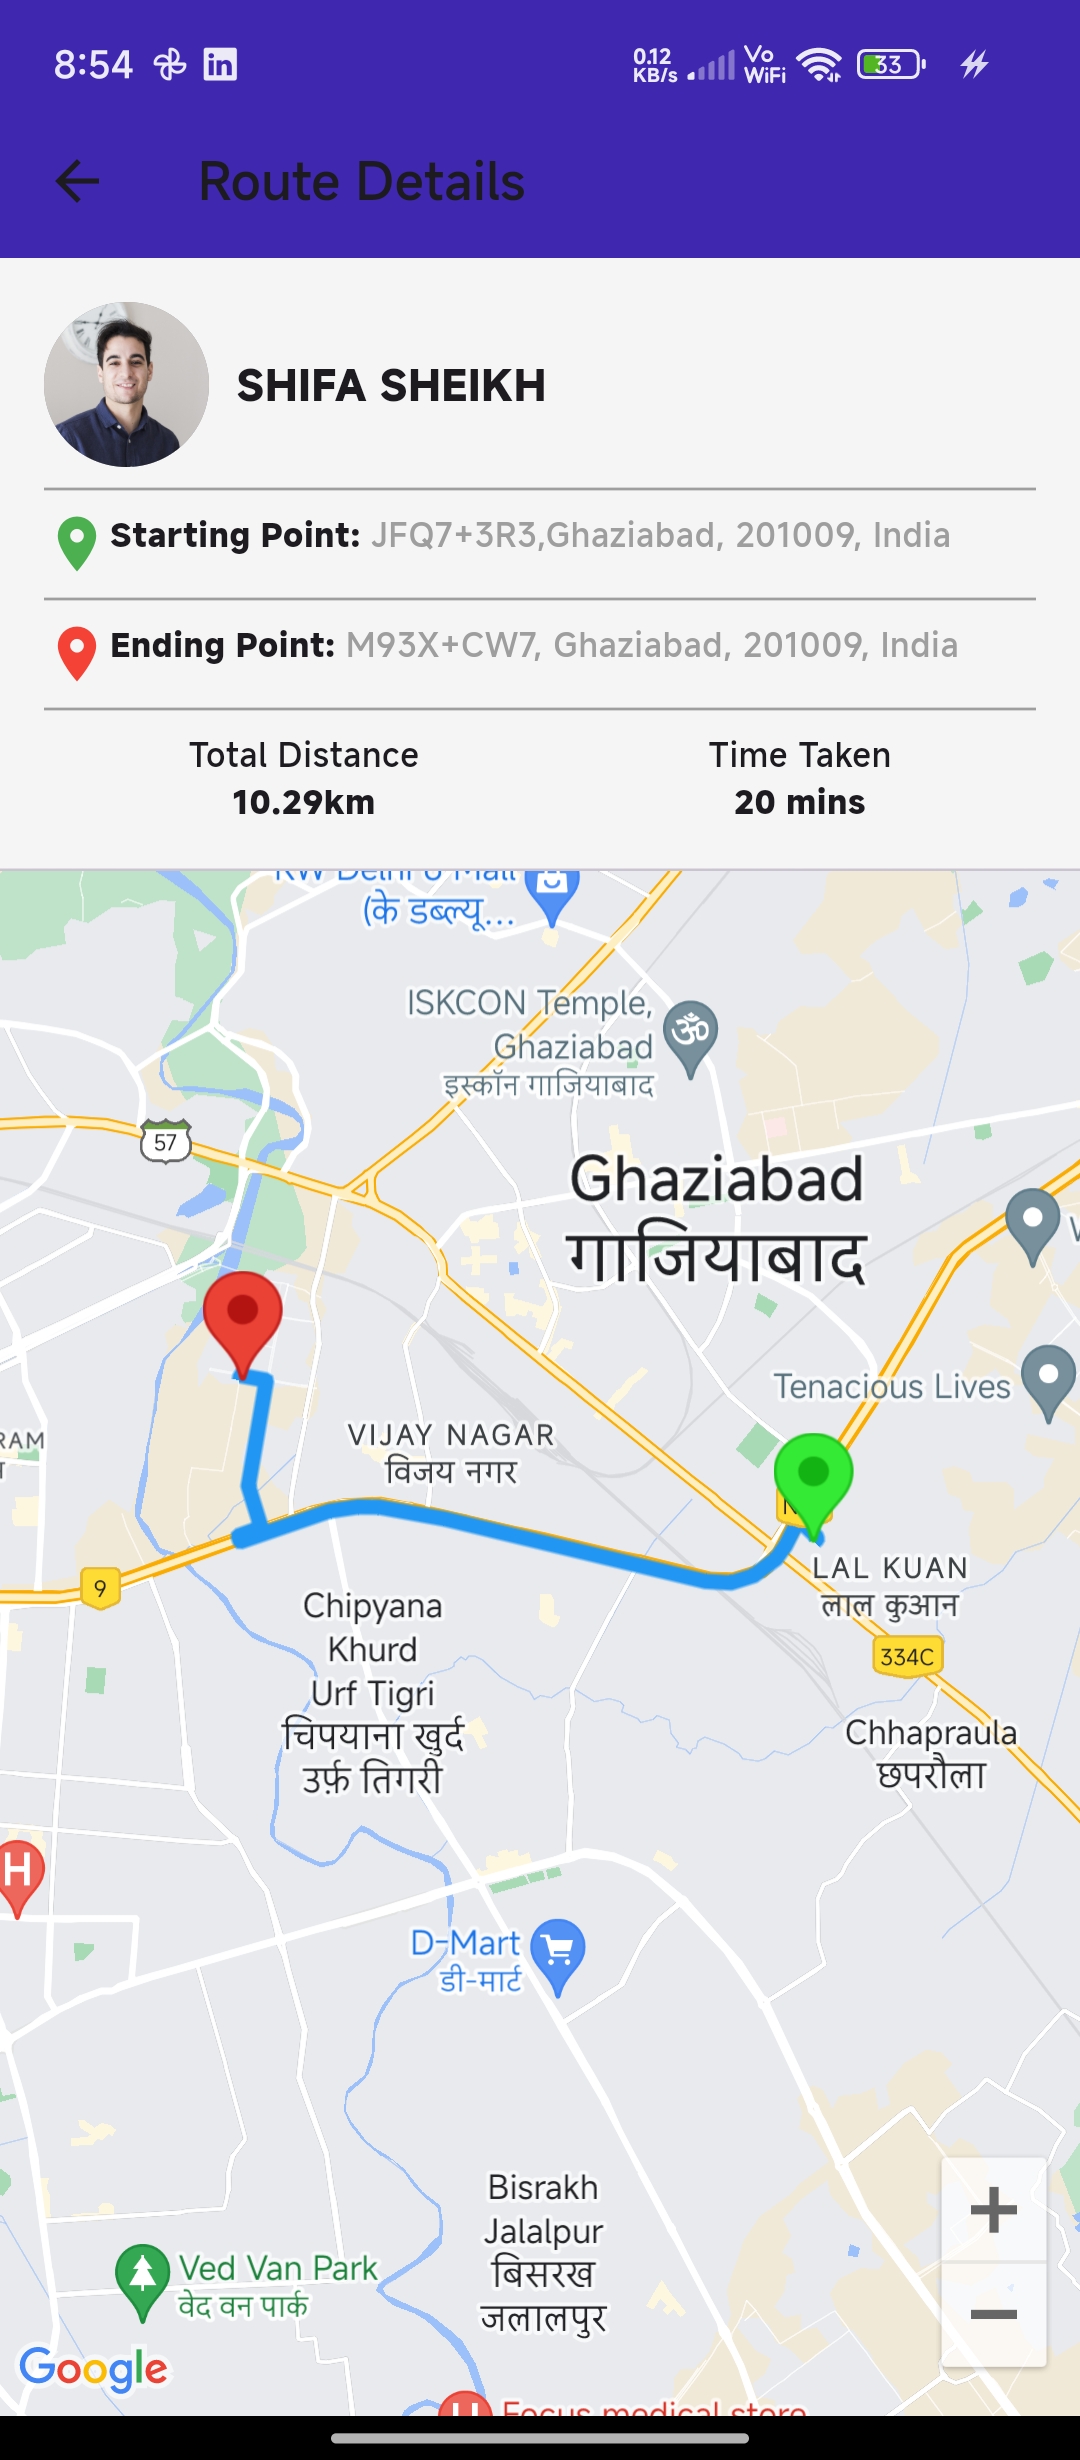 8:54
0.12
KB/s
Vo
WiFi
33
Route Details
SHIFA SHEIKH
Starting Point: JFQ7+3R3,Ghaziabad, 201009, India
Ending Point: M93X+CW7, Ghaziabad, 201009, India
Total Distance
10.29km
Time Taken
20 mins
(के डब्ल्यू...
ISKCON Temple,
Ghaziabad
इस्कॉन गाजियाबाद
57
Ghaziabad
गाजियाबाद
Tenacious Lives
VIJAY NAGAR
विजय नगर
LAL KUAN
लाल कुआन
9
334C
Chipyana
Khurd
Urf Tigri
चिपयाना खुर्द
उर्फ़ तिगरी
Chhapraula
छपरौला
H
D-Mart
डी-मार्ट
Bisrakh
Jalalpur
बिसरख
जलालपुर
Ved Van Park
वेद वन पार्क
Google
Focus medical store